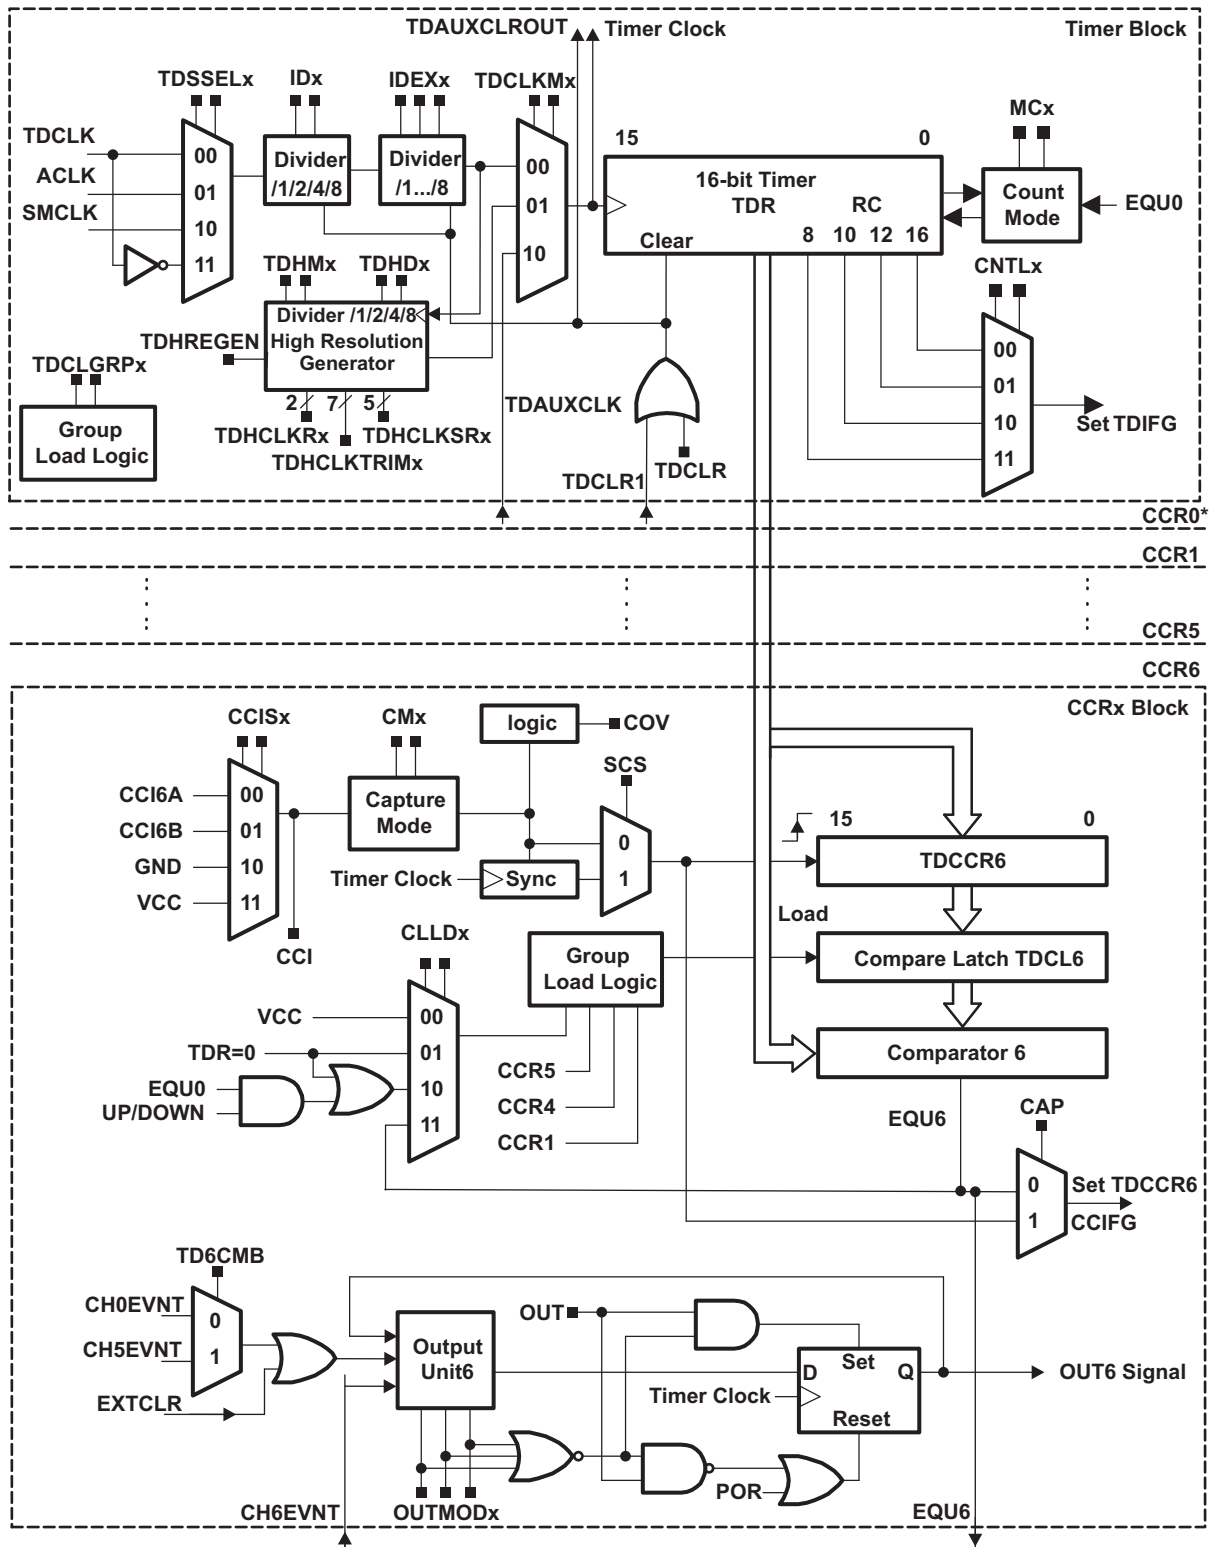 TDAUXCLROUT
Timer Clock
Timer Block
TDSSELx
IDx
IDEXx
TDCLKMx
MCx
15
0
TDCLK
ACLK
SMCLK
00
01
10
11
Divider
/1/2/4/8
Divider
/1.../8
00
01
10
16-bit Timer
TDR
RC
8 10 12 16
Clear
Count
Mode
EQU0
TDHMx
TDHDx
CNTLx
Divider /1/2/4/8
High Resolution
Generator
TDHREGEN
TDCLGRPx
Group
Load Logic
2
7
5
TDHCLKRx
TDHCLKSRx
TDHCLKTRIMx
TDAUXCLK
TDCLR1
TDCLR
00
01
10
11
Set TDIFG
CCR0*
CCR1
CCR5
CCR6
CCRx Block
CCISx
CMx
logic
COV
SCS
CCI6A
CCI6B
GND
VCC
00
01
10
11
Capture
Mode
0
1
15
0
TDCCR6
Timer Clock
Sync
CCI
CLLDx
Load
Group
Load Logic
Compare Latch TDCL6
VCC
TDR=0
EQU0
UP/DOWN
00
01
10
11
CCR5
CCR4
CCR1
Comparator 6
EQU6
CAP
0
1
Set TDCCR6
CCIFG
TD6CMB
CH0EVNT
CH5EVNT
EXTCLR
0
1
Output
Unit6
OUT
Set
D
Q
OUT6 Signal
Timer Clock
Reset
POR
CH6EVNT
OUTMODx
EQU6